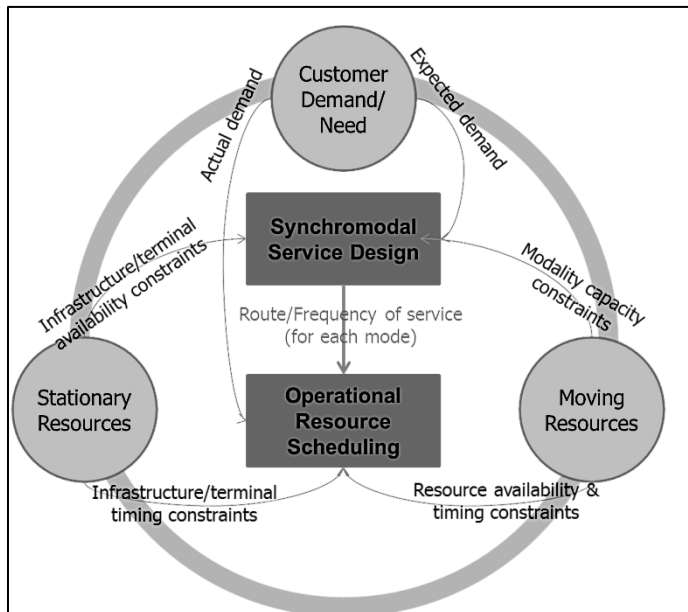 Customer
Demand/
Need
Actual demand
Expected demand
Synchromodal
Service Design
Infrastructure/terminal
availability constraints
Modality capacity
constraints
Route/Frequency of service
(for each mode)
Stationary
Resources
Operational
Resource
Scheduling
Moving
Resources
Infrastructure/terminal
timing constraints
Resource availability &
timing constraints